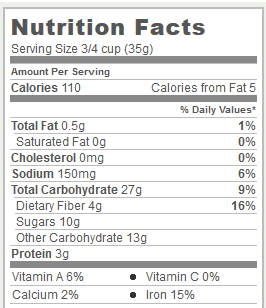 Nutrition Facts
Serving Size 3/4 cup (35g)
Amount Per Serving
Calories 110 Calories from Fat 5
% Daily Values*
Total Fat 0.5g 1%
Saturated Fat 0g 0%
Cholesterol 0mg 0%
Sodium 150mg 6%
Total Carbohydrate 27g 9%
Dietary Fiber 4g 16%
Sugars 10g
Other Carbohydrate 13g
Protein 3g
Vitamin A 6% ● Vitamin C 0%
Calcium 2% ● Iron 15%